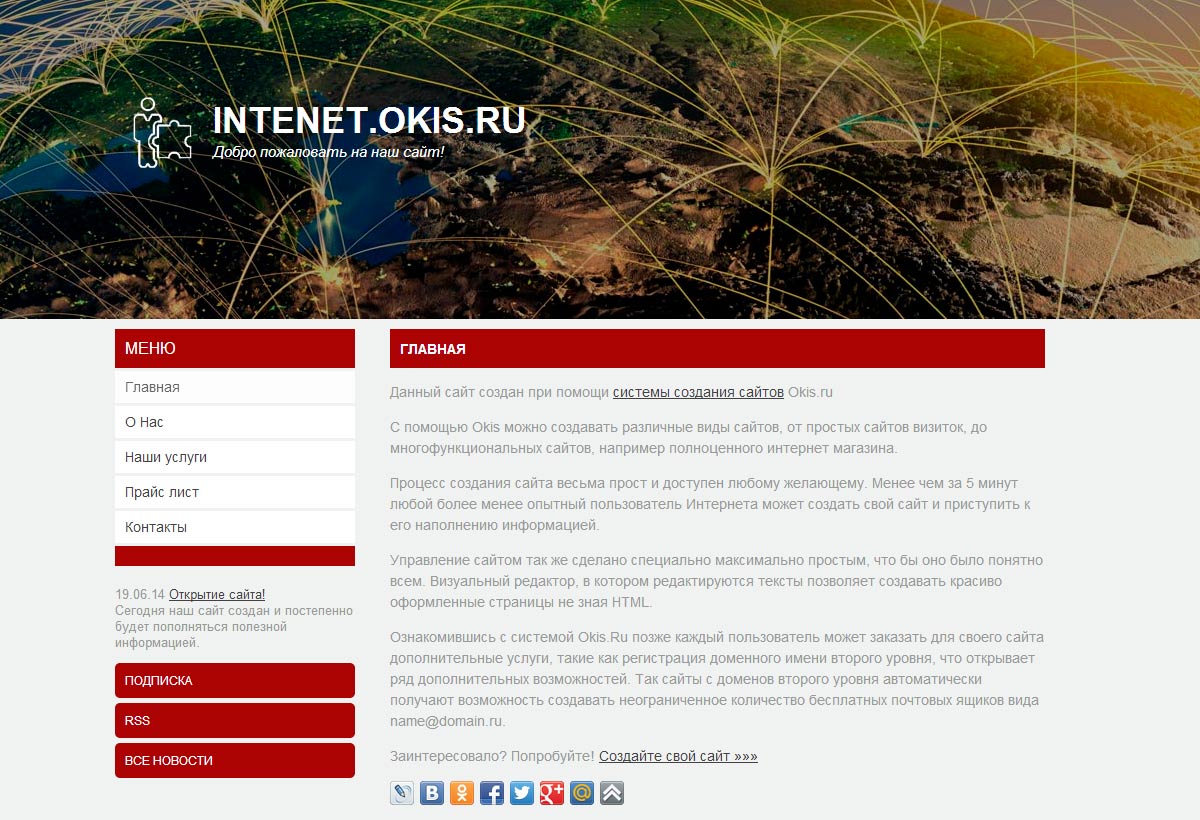 INTENET.OKIS.RU
Добро пожаловать на наш сайт!
МЕНЮ
Главная
О Нас
Наши услуги
Прайс лист
Контакты
19.06.14 Открытие сайта!
Сегодня наш сайт создан и постепенно
будет пополняться полезной
информацией.
ПОДПИСКА
RSS
ВСЕ НОВОСТИ
ГЛАВНАЯ
Данный сайт создан при помощи системы создания сайтов Okis.ru
С помощью Okis можно создавать различные виды сайтов, от простых сайтов визиток, до
многофункциональных сайтов, например полноценного интернет магазина.
Процесс создания сайта весьма прост и доступен любому желающему. Менее чем за 5 минут
любой более менее опытный пользователь Интернета может создать свой сайт и приступить к
его наполнению информацией.
Управление сайтом так же сделано специально максимально простым, что бы оно было понятно
всем. Визуальный редактор, в котором редактируются тексты позволяет создавать красиво
оформленные страницы не зная HTML.
Ознакомившись с системой Okis.Ru позже каждый пользователь может заказать для своего сайта
дополнительные услуги, такие как регистрация доменного имени второго уровня, что открывает
ряд дополнительных возможностей. Так сайты с доменов второго уровня автоматически
получают возможность создавать неограниченное количество бесплатных почтовых ящиков вида
name@domain.ru.
Заинтересовало? Попробуйте! Создайте свой сайт »»»